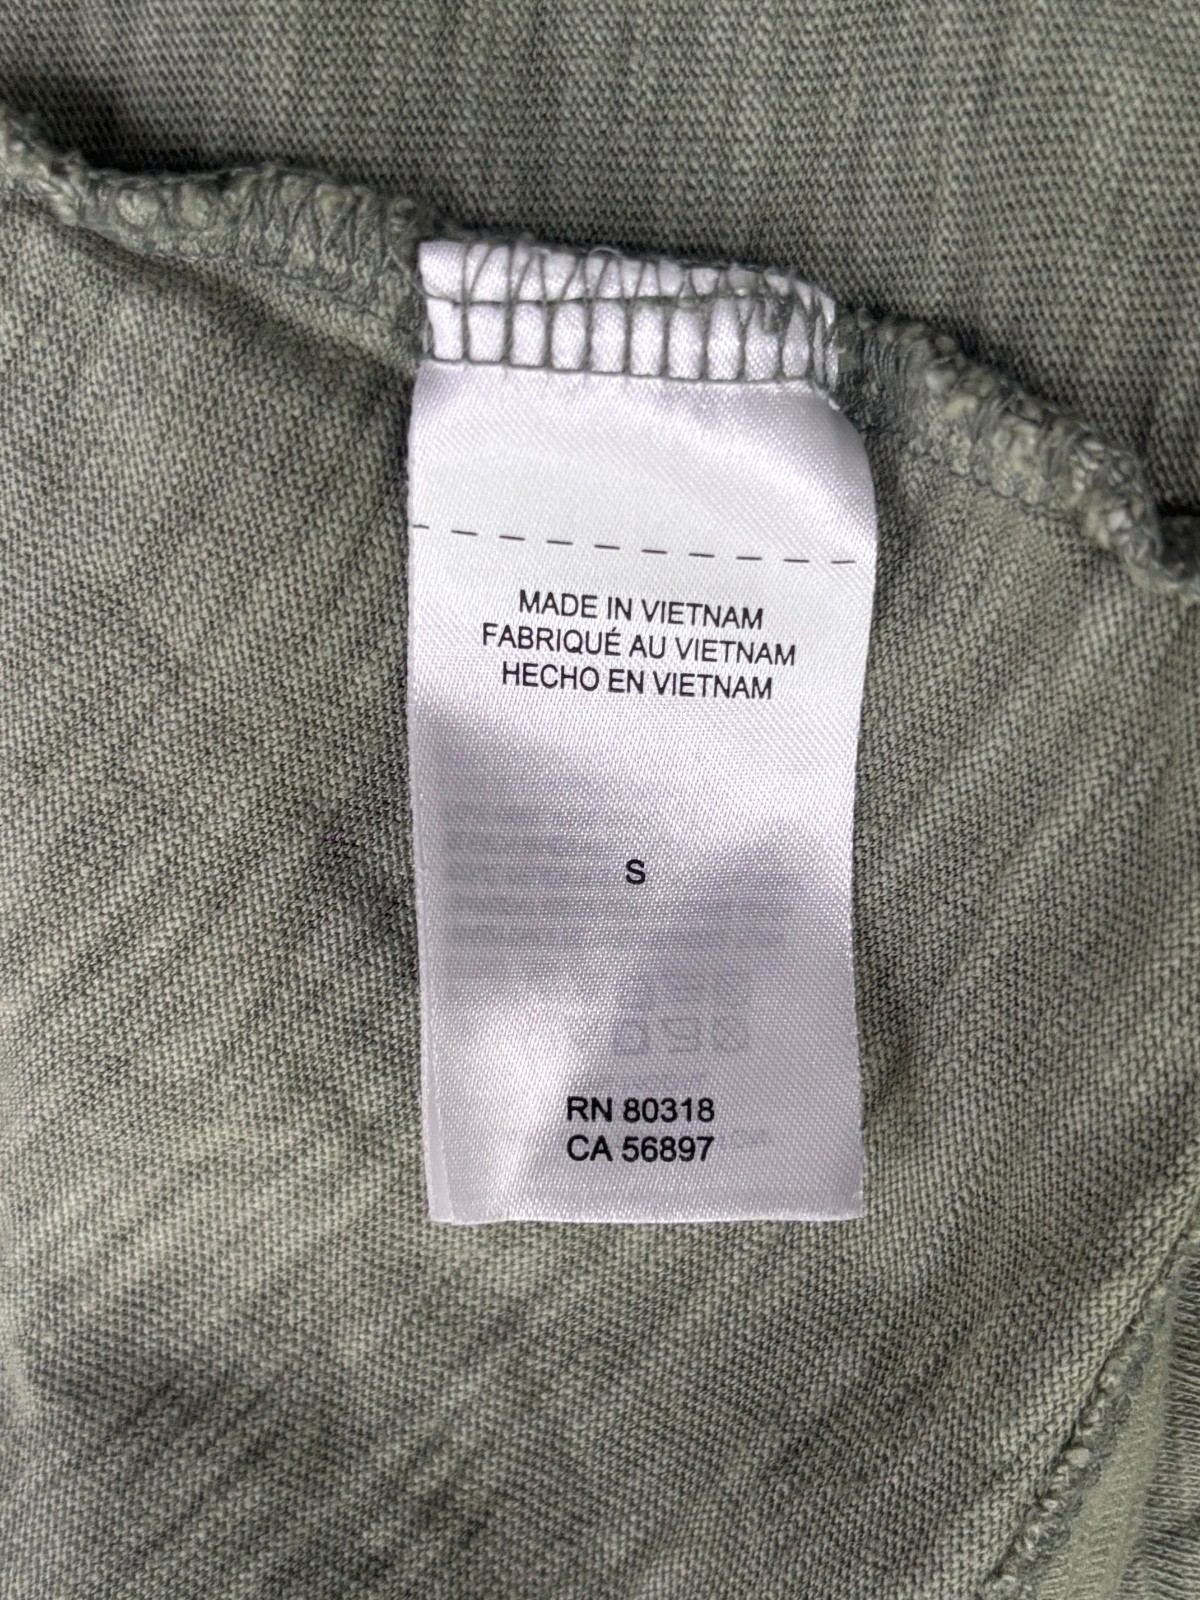 MADE IN VIETNAM
FABRIQUÉ AU VIETNAM
HECHO EN VIETNAM
S
RN 80318
CA 56897